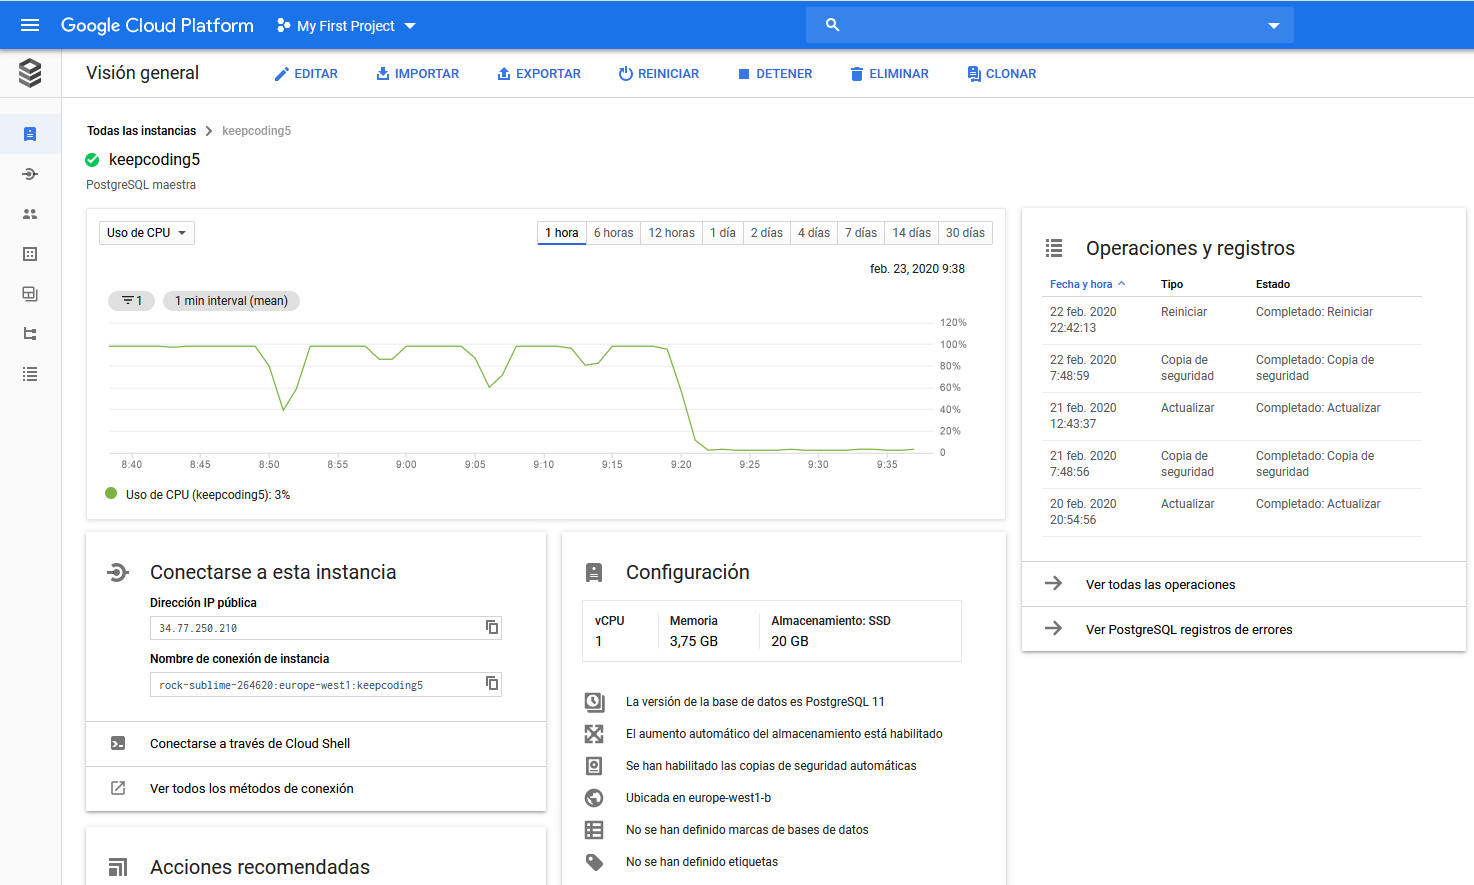 Google Cloud Platform
My First Project
Visión general
EDITAR
IMPORTAR
EXPORTAR
REINICIAR
DETENER
ELIMINAR
CLONAR
Todas las instancias
keepcoding5
keepcoding5
PostgreSQL maestra
Uso de CPU
1 hora
6 horas
12 horas
1 día
2 días
4 días
7 días
14 días
30 días
feb. 23, 2020 9:38
1
1 min interval (mean)
120%
100%
80%
60%
40%
20%
0
8:40
8:45
8:50
8:55
9:00
9:05
9:10
9:15
9:20
9:25
9:30
9:35
Uso de CPU (keepcoding5): 3%
Operaciones y registros
Fecha y hora Tipo Estado
22 feb. 2020 Reiniciar Completado: Reiniciar
22:42:13
22 feb. 2020 Copia de Completado: Copia de
7:48:59 seguridad seguridad
21 feb. 2020 Actualizar Completado: Actualizar
12:43:37
21 feb. 2020 Copia de Completado: Copia de
7:48:56 seguridad seguridad
20 feb. 2020 Actualizar Completado: Actualizar
20:54:56
Ver todas las operaciones
Ver PostgreSQL registros de errores
Conectarse a esta instancia
Dirección IP pública
34.77.250.210
Nombre de conexión de instancia
rock-sublime-264620:europe-west1:keepcoding5
Conectarse a través de Cloud Shell
Ver todos los métodos de conexión
Acciones recomendadas
Configuración
vCPU Memoria Almacenamiento: SSD
1 3,75 GB 20 GB
La versión de la base de datos es PostgreSQL 11
El aumento automático del almacenamiento está habilitado
Se han habilitado las copias de seguridad automáticas
Ubicada en europe-west1-b
No se han definido marcas de bases de datos
No se han definido etiquetas